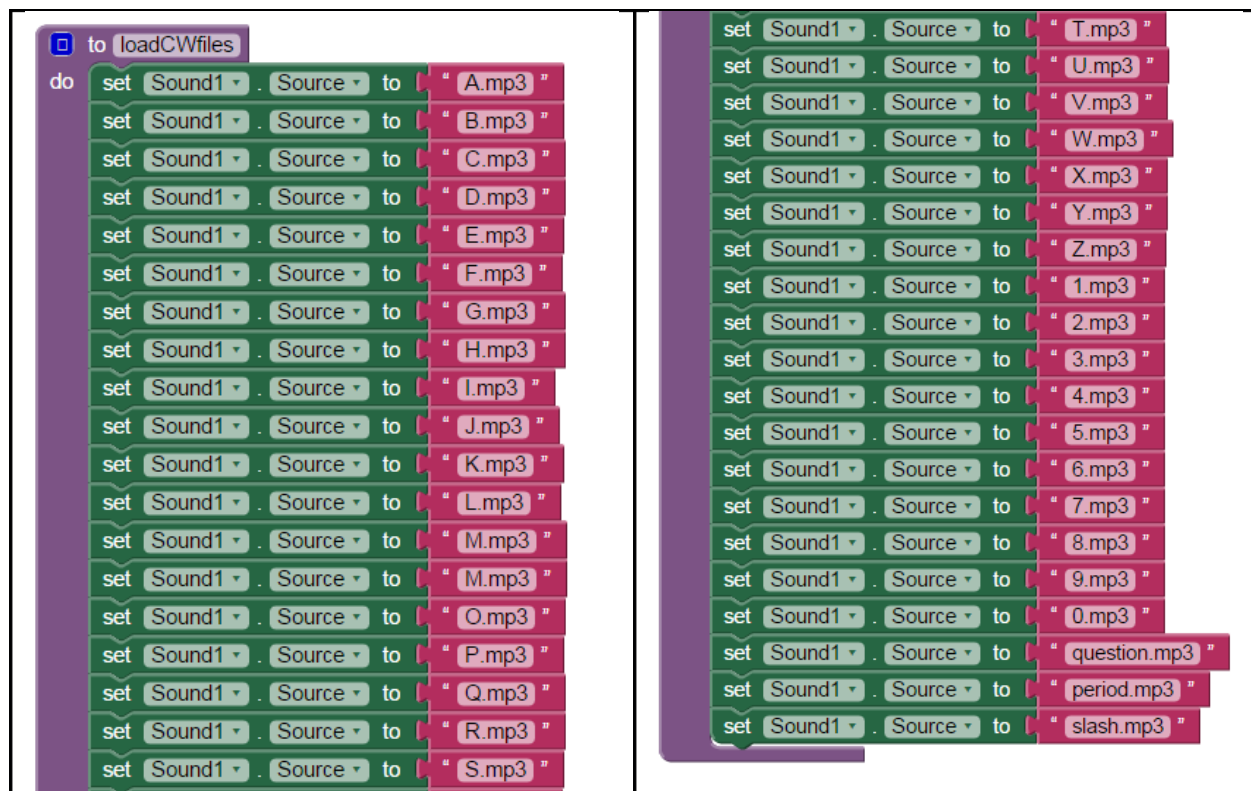 to loadCWfiles
do set Sound1 . Source to " A.mp3 "
set Sound1 . Source to " B.mp3 "
set Sound1 . Source to " C.mp3 "
set Sound1 . Source to " D.mp3 "
set Sound1 . Source to " E.mp3 "
set Sound1 . Source to " F.mp3 "
set Sound1 . Source to " G.mp3 "
set Sound1 . Source to " H.mp3 "
set Sound1 . Source to " I.mp3 "
set Sound1 . Source to " J.mp3 "
set Sound1 . Source to " K.mp3 "
set Sound1 . Source to " L.mp3 "
set Sound1 . Source to " M.mp3 "
set Sound1 . Source to " M.mp3 "
set Sound1 . Source to " O.mp3 "
set Sound1 . Source to " P.mp3 "
set Sound1 . Source to " Q.mp3 "
set Sound1 . Source to " R.mp3 "
set Sound1 . Source to " S.mp3 "
set Sound1 . Source to " T.mp3 "
set Sound1 . Source to " U.mp3 "
set Sound1 . Source to " V.mp3 "
set Sound1 . Source to " W.mp3 "
set Sound1 . Source to " X.mp3 "
set Sound1 . Source to " Y.mp3 "
set Sound1 . Source to " Z.mp3 "
set Sound1 . Source to " 1.mp3 "
set Sound1 . Source to " 2.mp3 "
set Sound1 . Source to " 3.mp3 "
set Sound1 . Source to " 4.mp3 "
set Sound1 . Source to " 5.mp3 "
set Sound1 . Source to " 6.mp3 "
set Sound1 . Source to " 7.mp3 "
set Sound1 . Source to " 8.mp3 "
set Sound1 . Source to " 9.mp3 "
set Sound1 . Source to " 0.mp3 "
set Sound1 . Source to " question.mp3 "
set Sound1 . Source to " period.mp3 "
set Sound1 . Source to " slash.mp3 "